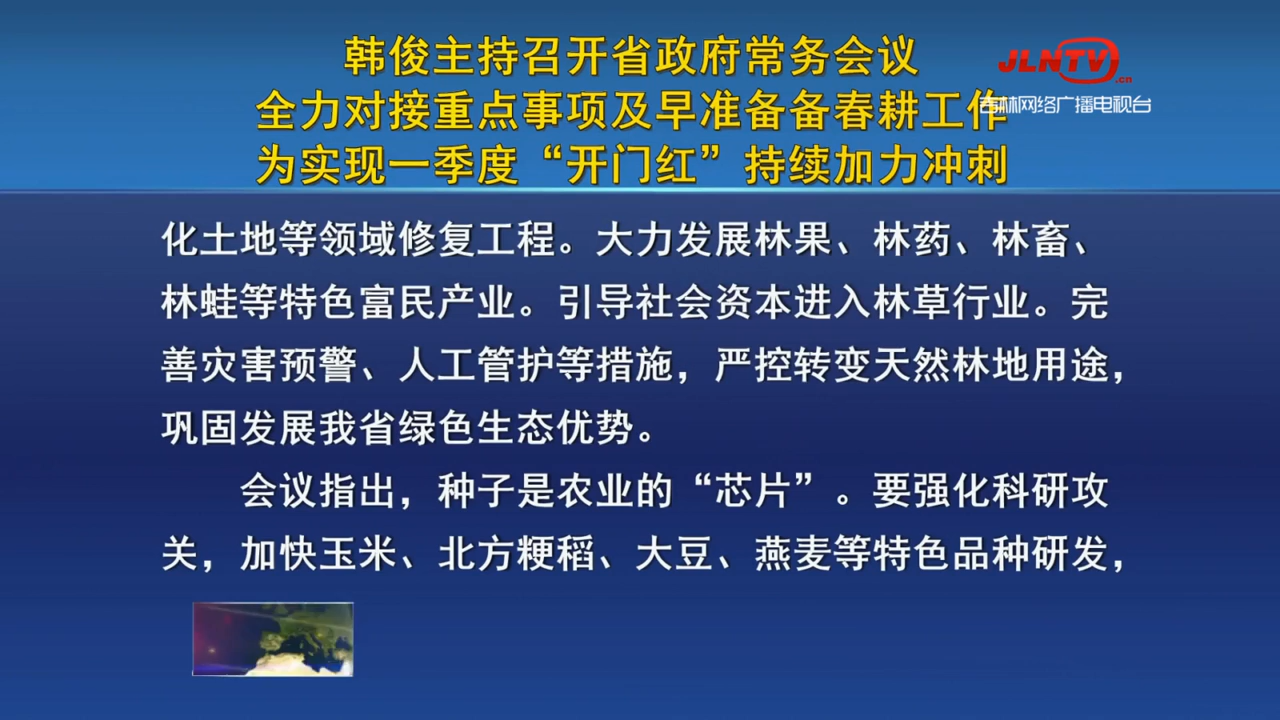 韩俊主持召开省政府常务会议
全力对接重点事项及早准备备春耕工作
为实现一季度“开门红”持续加力冲刺
JLNTV.cn
吉林网络广播电视台
化土地等领域修复工程。大力发展林果、林药、林畜、
林蛙等特色富民产业。引导社会资本进入林草行业。完
善灾害预警、人工管护等措施，严控转变天然林地用途，
巩固发展我省绿色生态优势。
会议指出，种子是农业的“芯片”。要强化科研攻
关，加快玉米、北方粳稻、大豆、燕麦等特色品种研发，